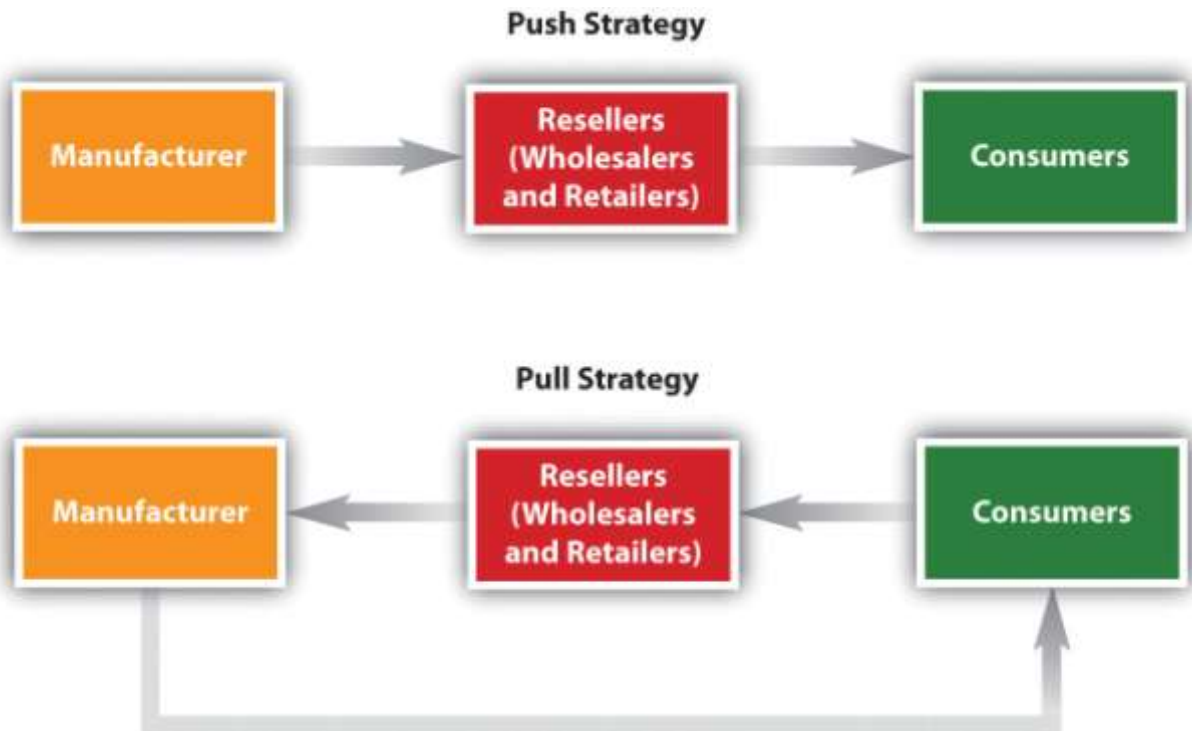 Push Strategy
Manufacturer
Resellers
(Wholesalers
and Retailers)
Consumers
Pull Strategy
Manufacturer
Resellers
(Wholesalers
and Retailers)
Consumers